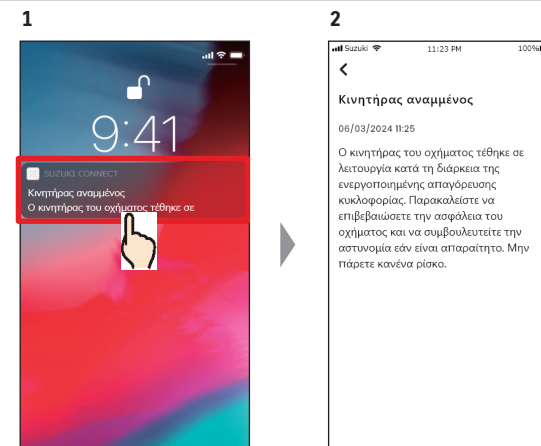 1
9:41
SUZUKI CONNECT
Κινητήρας αναμμένος
Ο κινητήρας του οχήματος τέθηκε σε
2
Suzuki 11:23 PM 100%
Κινητήρας αναμμένος
06/03/2024 11:25
Ο κινητήρας του οχήματος τέθηκε σε
λειτουργία κατά τη διάρκεια της
ενεργοποιημένης απαγόρευσης
κυκλοφορίας. Παρακαλείστε να
επιβεβαιώσετε την ασφάλεια του
οχήματος και να συμβουλευτείτε την
αστυνομία εάν είναι απαραίτητο. Μην
πάρετε κανένα ρίσκο.